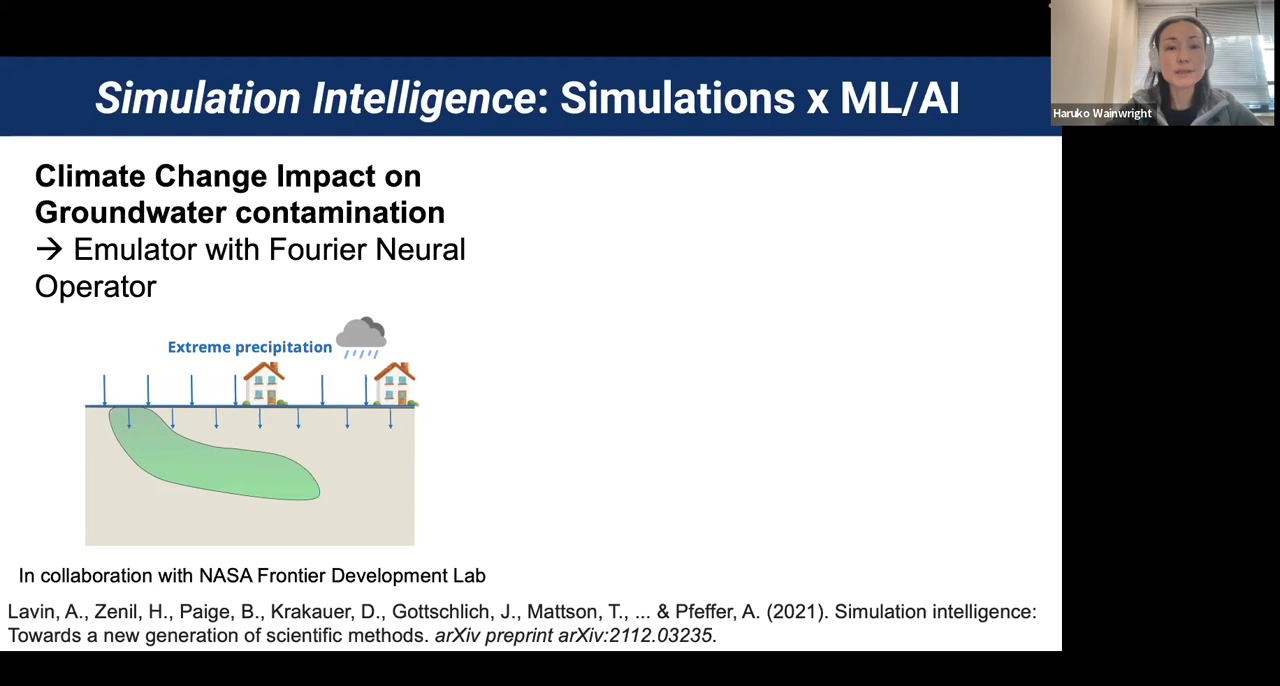 Simulation Intelligence: Simulations x ML/AI
Haruko Wainwright
Climate Change Impact on
Groundwater contamination
→ Emulator with Fourier Neural
Operator
Extreme precipitation
In collaboration with NASA Frontier Development Lab
Lavin, A., Zenil, H., Paige, B., Krakauer, D., Gottschlich, J., Mattson, T., ... & Pfeffer, A. (2021). Simulation intelligence:
Towards a new generation of scientific methods. arXiv preprint arXiv:2112.03235.